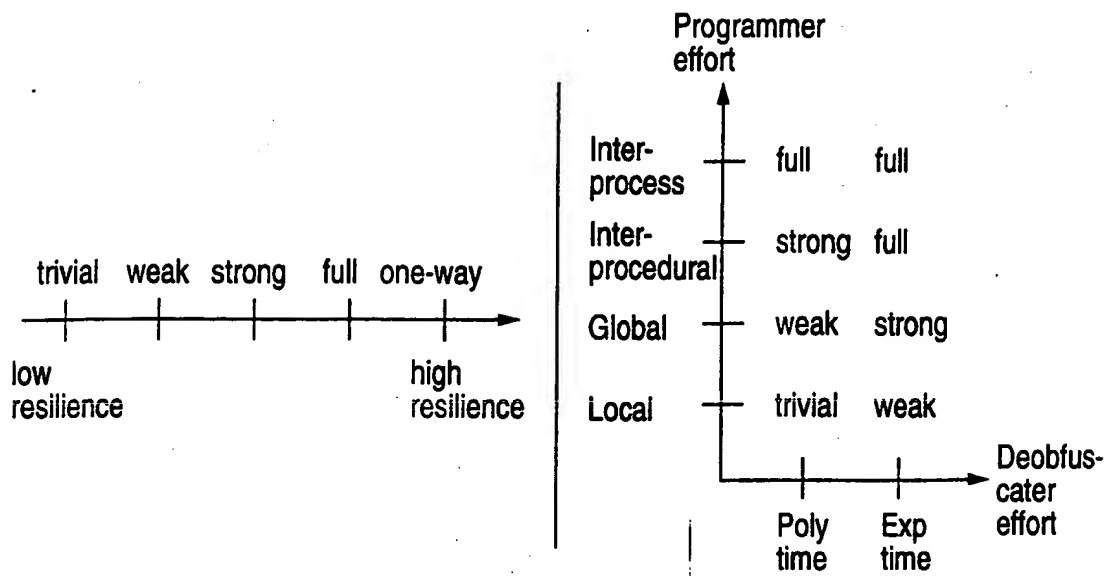 trivial weak strong full one-way
low
resilience
high
resilience
Programmer
effort
Inter-
process
full full
Inter-
procedural
strong full
Global
weak strong
Local
trivial weak
Deobfus-
cater
effort
Poly
time
Exp
time